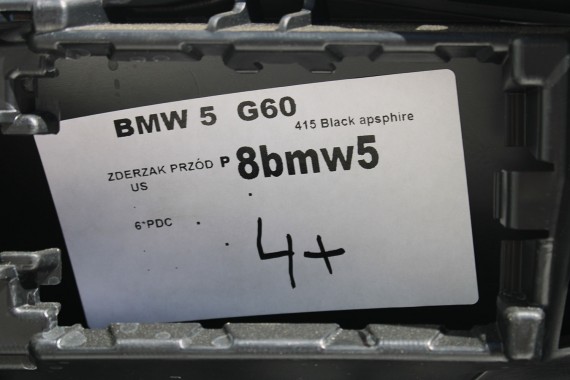 BMW 5 G60
415 Black apsphire
ZDERZAK PRZÓD P 8bmw5
US
6*PDC
4+